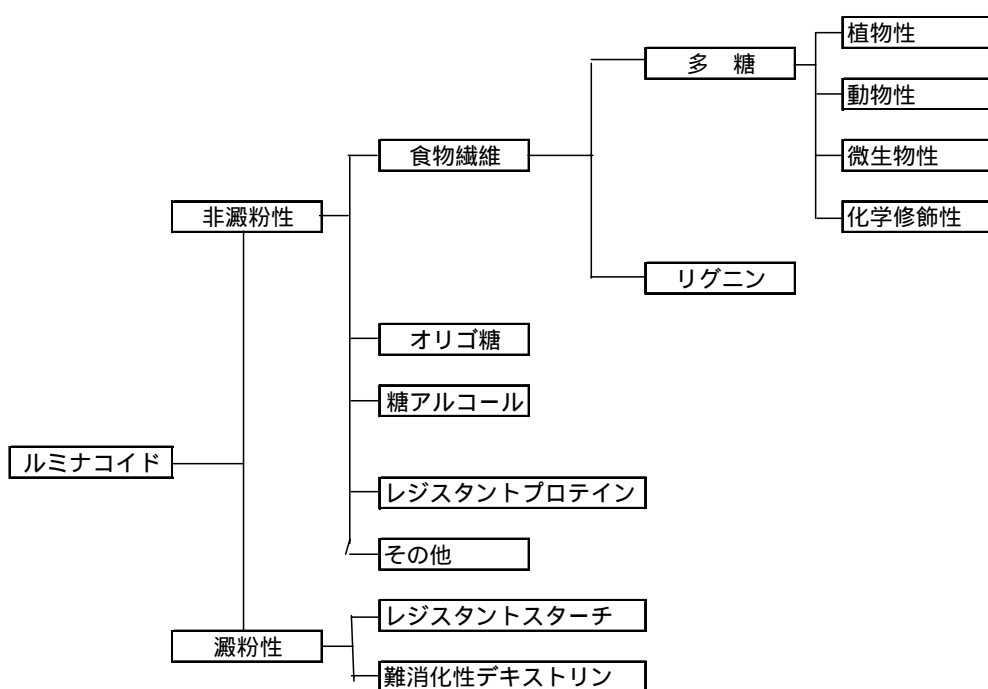 植物性
多　糖
動物性
食物繊維
微生物性
非澱粉性
化学修飾性
リグニン
オリゴ糖
糖アルコール
ルミナコイド
レジスタントプロテイン
その他
レジスタントスターチ
澱粉性
難消化性デキストリン